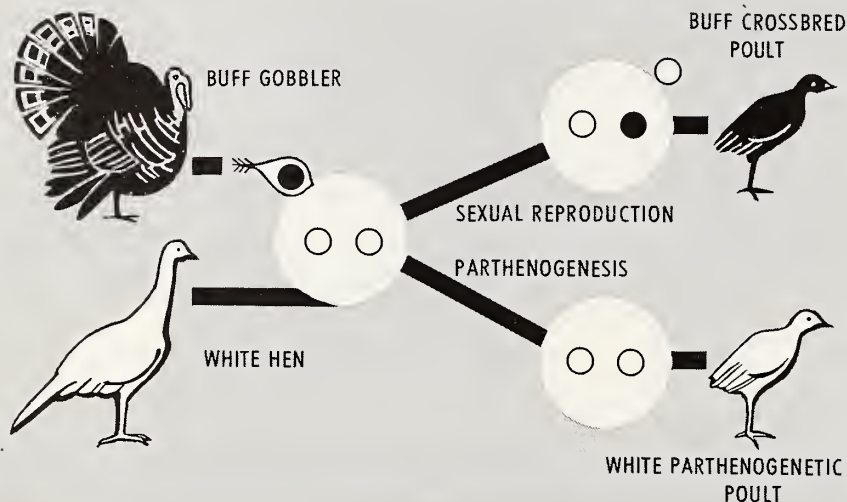 BUFF GOBBLER
WHITE HEN
SEXUAL REPRODUCTION
PARTHENOGENESIS
BUFF CROSSBRED
POULT
WHITE PARTHENOGENETIC
POULT